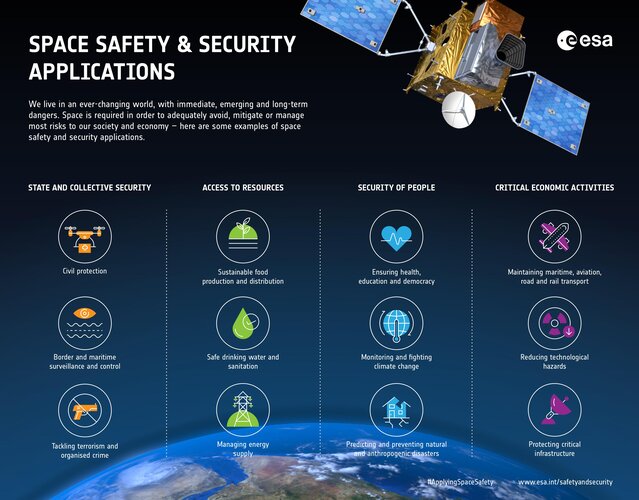 SPACE SAFETY & SECURITY
APPLICATIONS
esa
We live in an ever-changing world, with immediate, emerging and long-term
dangers. Space is required in order to adequately avoid, mitigate or manage
most risks to our society and economy – here are some examples of space
safety and security applications.
STATE AND COLLECTIVE SECURITY
Civil protection
Border and maritime
surveillance and control
Tackling terrorism and
organised crime
ACCESS TO RESOURCES
Sustainable food
production and distribution
Safe drinking water and
sanitation
Managing energy
supply
SECURITY OF PEOPLE
Ensuring health,
education and democracy
Monitoring and fighting
climate change
Predicting and preventing natural
and anthropogenic disasters
CRITICAL ECONOMIC ACTIVITIES
Maintaining maritime, aviation,
road and rail transport
Reducing technological
hazards
Protecting critical
infrastructure
#ApplyingSpaceSafety
www.esa.int/safetyandsecurity